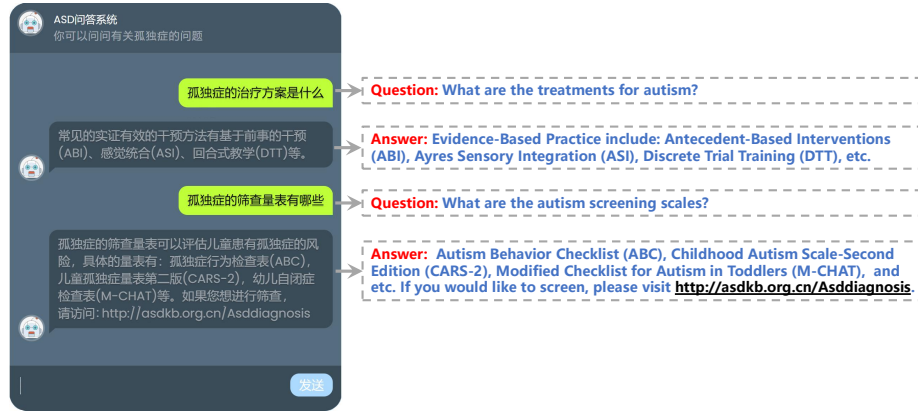 ASD问答系统
你可以问问有关孤独症的问题
孤独症的治疗方案是什么
Question: What are the treatments for autism?
常见的实证有效的干预方法有基于前事的干预
(ABI)、感觉统合(ASI)、回合式教学(DTT)等。
Answer: Evidence-Based Practice include: Antecedent-Based Interventions
(ABI), Ayres Sensory Integration (ASI), Discrete Trial Training (DTT), etc.
孤独症的筛查量表有哪些
Question: What are the autism screening scales?
孤独症的筛查量表可以评估儿童患有孤独症的风
险，具体的量表有：孤独症行为检查表(ABC)，
儿童孤独症量表第二版(CARS-2)，幼儿自闭症
检查表(M-CHAT)等。如果您想进行筛查，
请访问：http://asdkb.org.cn/Asddiagnosis
Answer: Autism Behavior Checklist (ABC), Childhood Autism Scale-Second
Edition (CARS-2), Modified Checklist for Autism in Toddlers (M-CHAT), and
etc. If you would like to screen, please visit http://asdkb.org.cn/Asddiagnosis.
发送